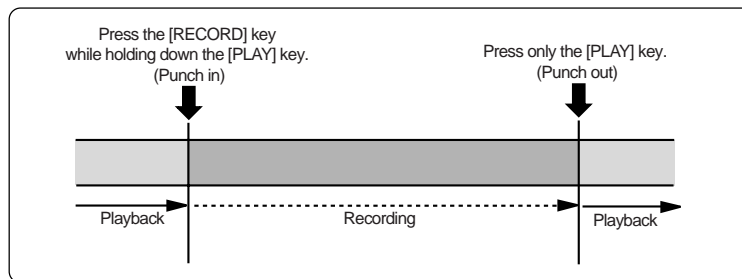 Press the [RECORD] key
while holding down the [PLAY] key.
(Punch in)
Press only the [PLAY] key.
(Punch out)
Playback
Recording
Playback